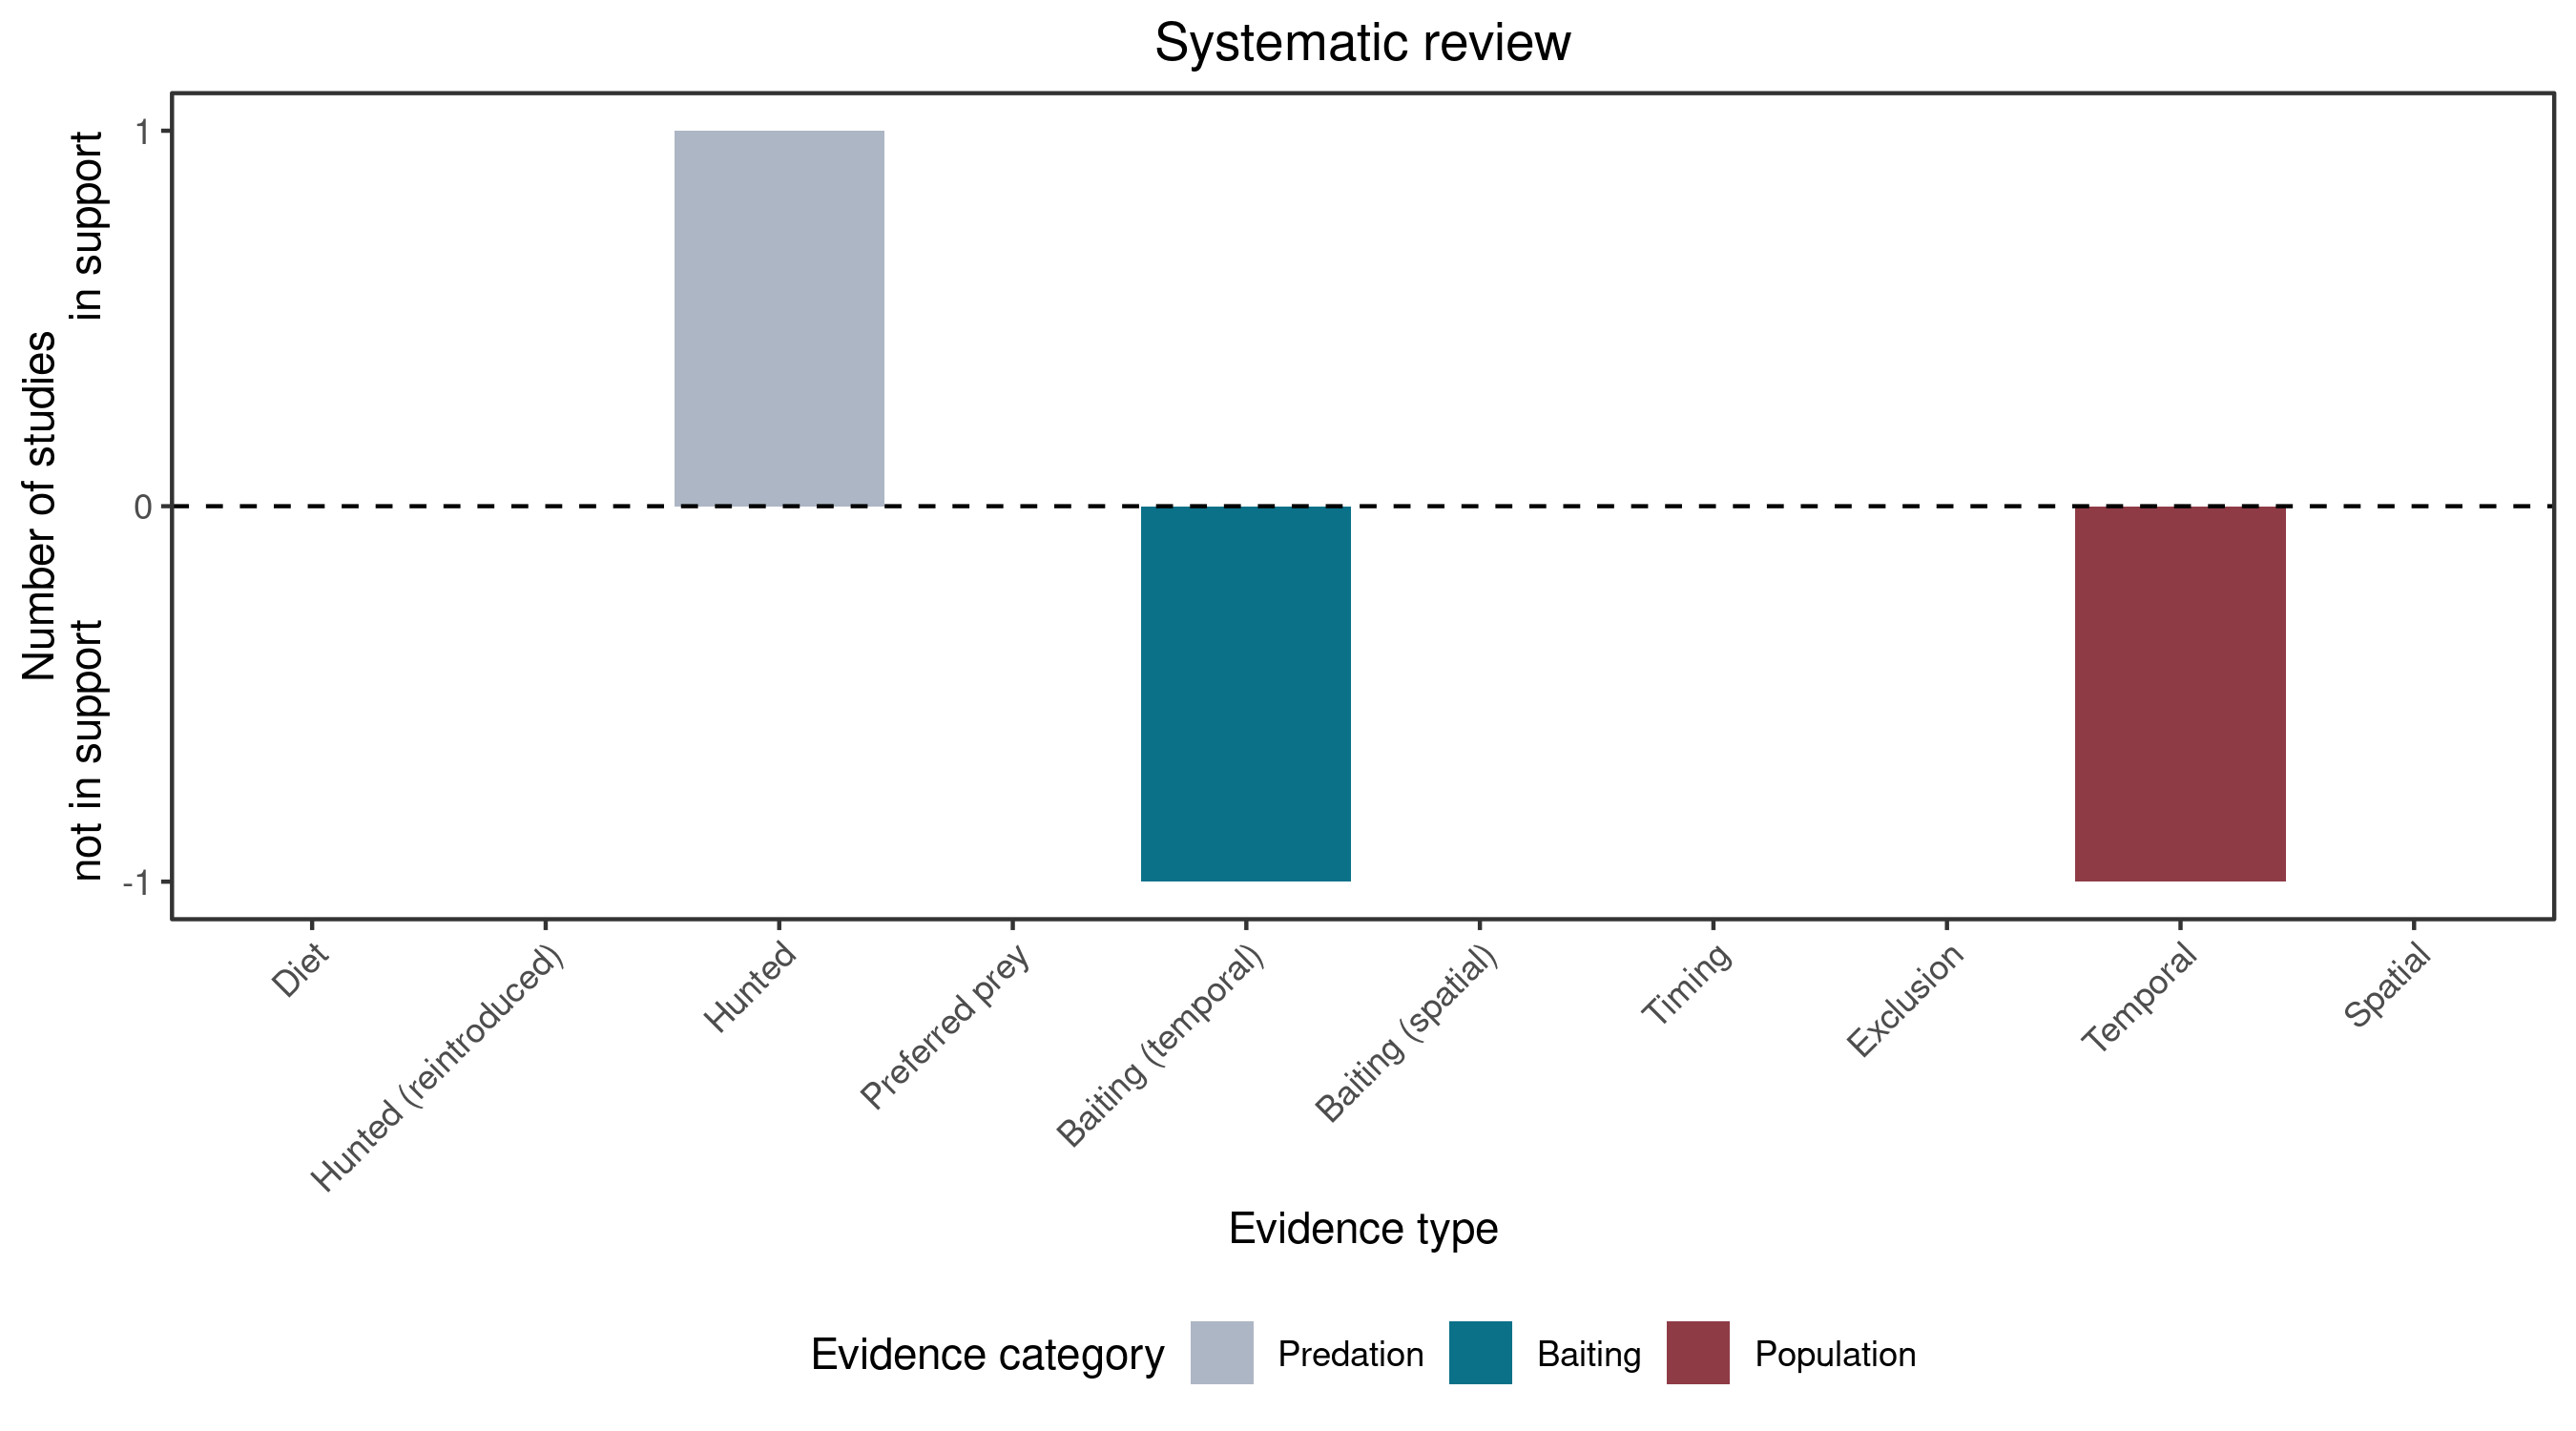 Systematic review
Number of studies
not in support in support
1
0
-1
Diet
Hunted (reintroduced)
Hunted
Preferred prey
Baiting (temporal)
Baiting (spatial)
Timing
Exclusion
Temporal
Spatial
Evidence type
Evidence category Predation Baiting Population